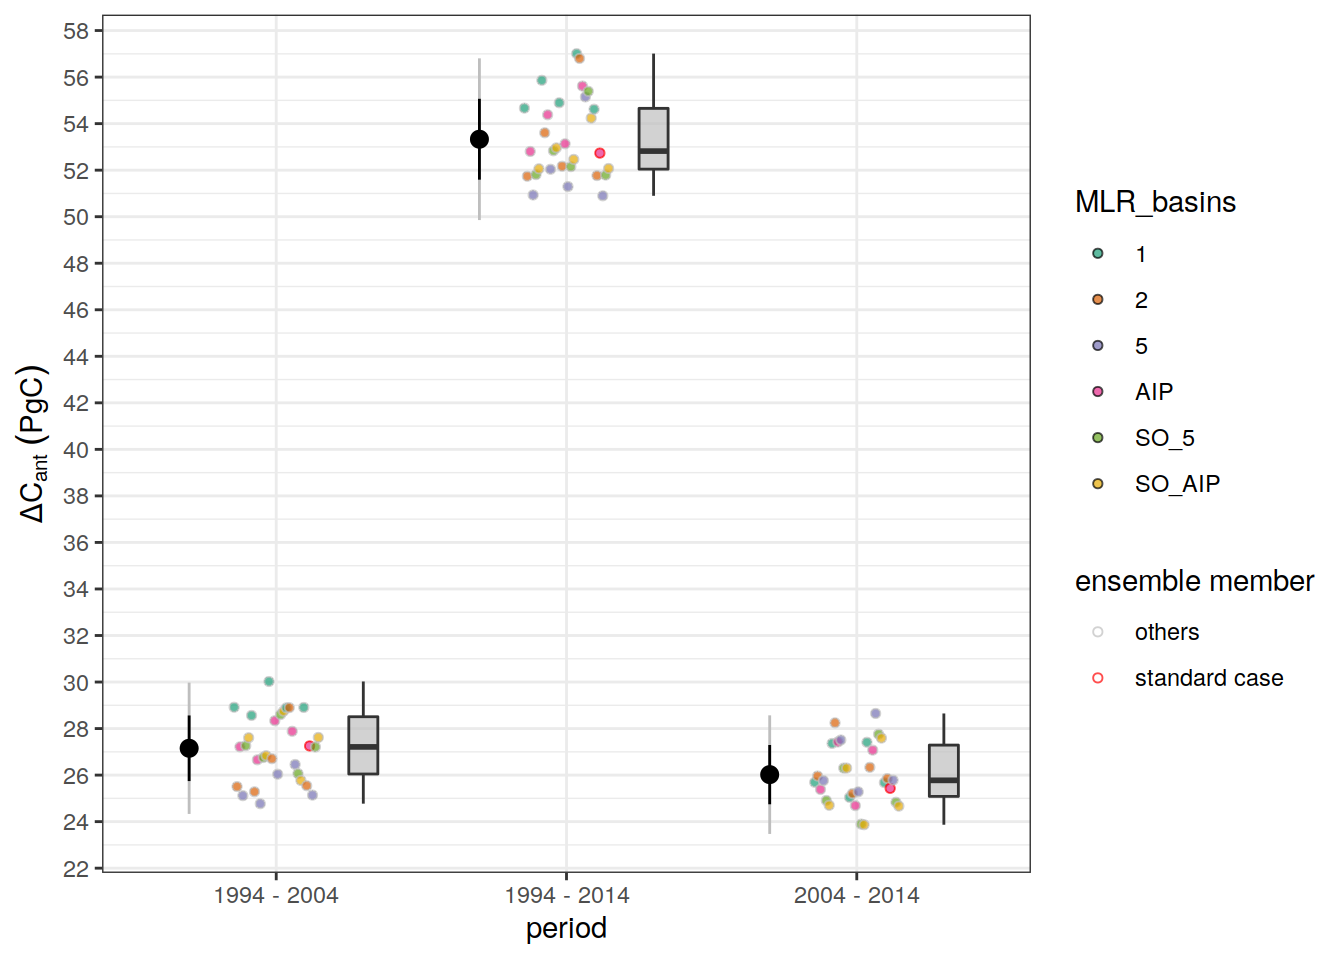 58
56
54
52
50
48
46
44
42
40
38
36
34
32
30
28
26
24
22
ΔCant (PgC)
1994 - 2004
1994 - 2014
2004 - 2014
period
MLR_basins
1
2
5
AIP
SO_5
SO_AIP
ensemble member
others
standard case